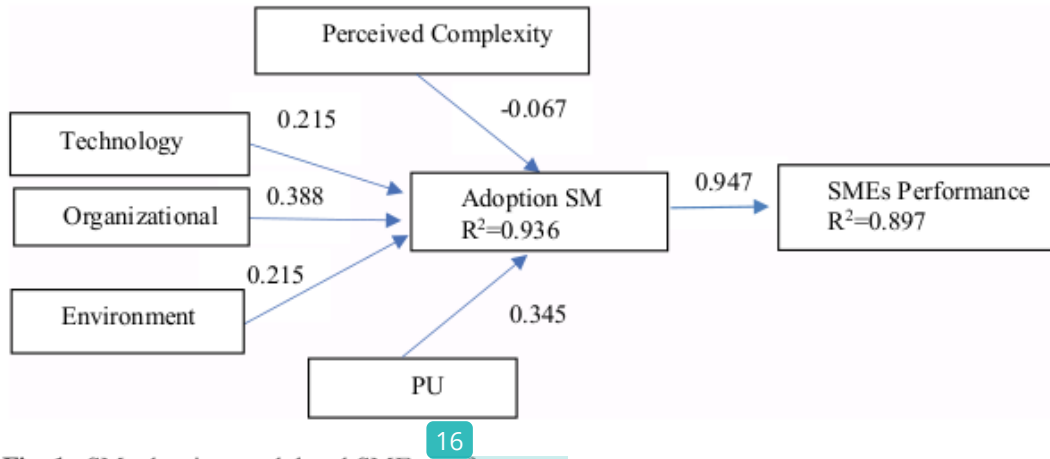 Perceived Complexity
-0.067
Technology
0.215
Organizational
0.388
Environment
0.215
Adoption SM
R²=0.936
0.947
SMEs Performance
R²=0.897
0.345
PU
16